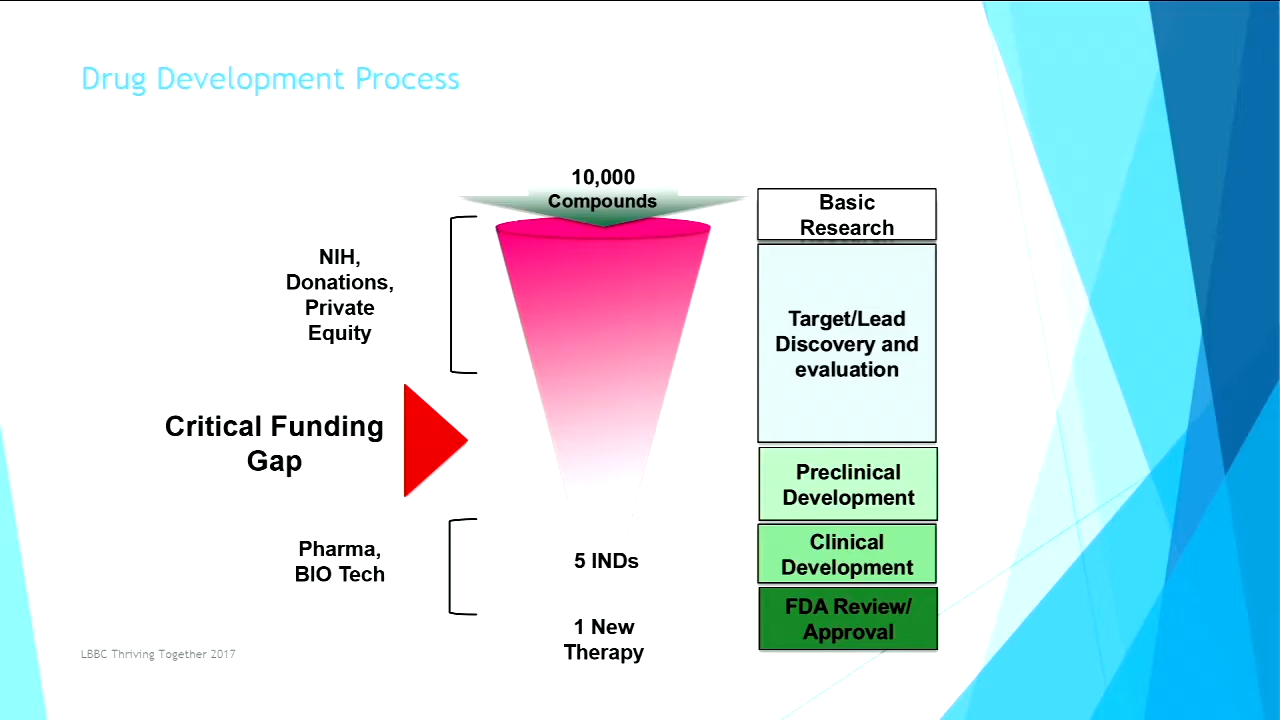 Drug Development Process
10,000
Compounds
NIH,
Donations,
Private
Equity
Critical Funding
Gap
Pharma,
BIO Tech
5 INDs
1 New
Therapy
Basic
Research
Target/Lead
Discovery and
evaluation
Preclinical
Development
Clinical
Development
FDA Review/
Approval
LBBC Thriving Together 2017